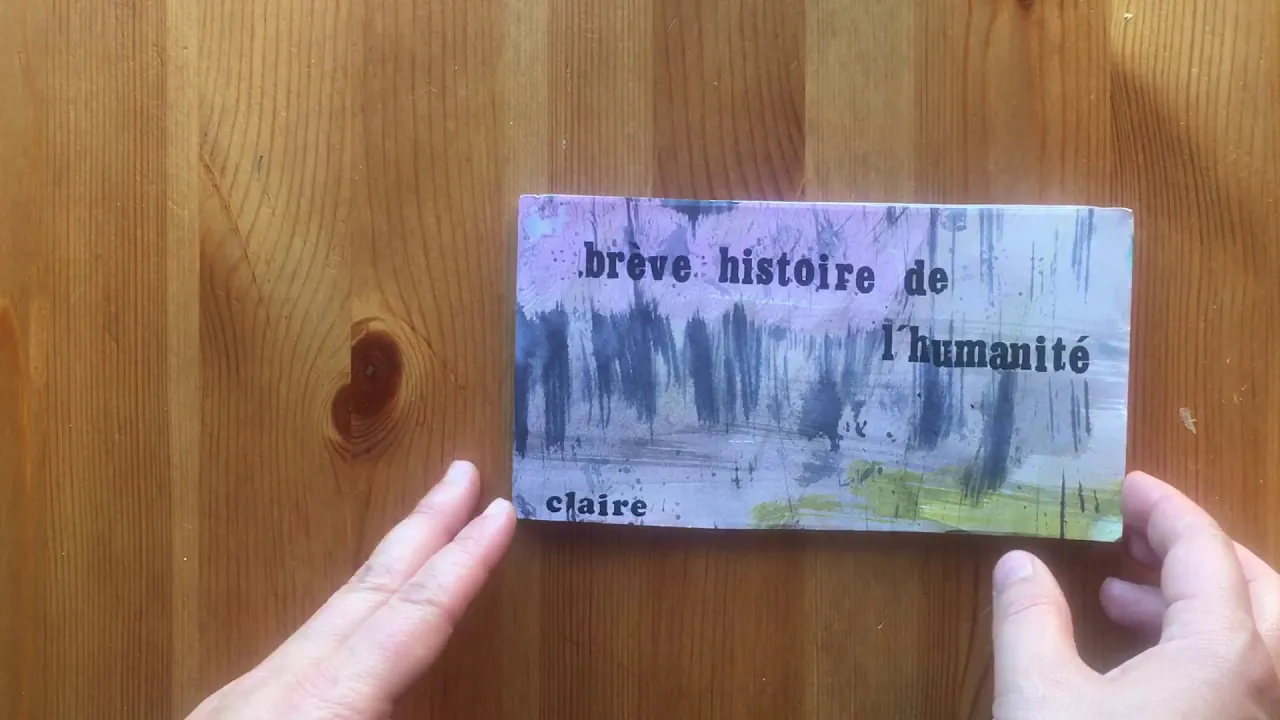 brève histoire de
l'humanité
claire